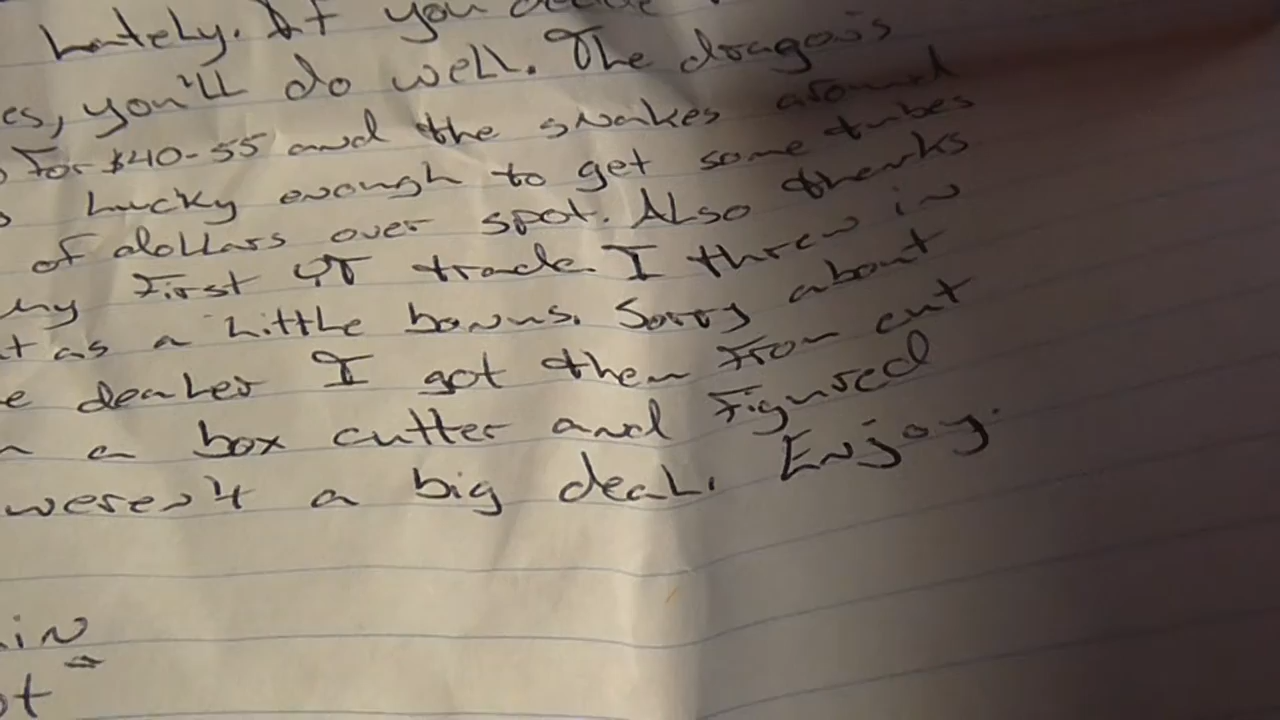 Lately. If you decide
es, you'll do well. The dragons
for $40-55 and the snakes around
lucky enough to get some tubes
of dollars over spot. Also thanks
my first YT trade. I threw in
t as a little bonus. Sorry about
e dealer I got them from cut
n a box cutter and figured
weren't a big deal. Enjoy.
in
ot